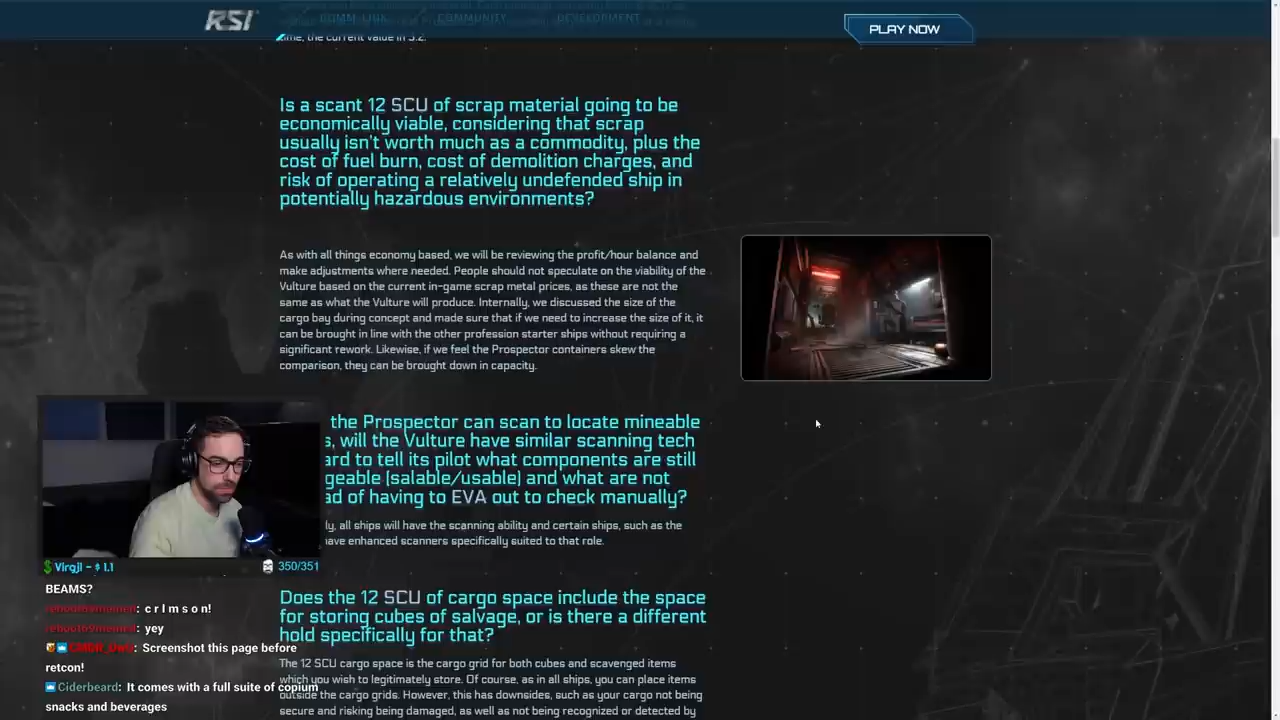 RSI
COMM-LINK
COMMUNITY
DEVELOPMENT
PLAY NOW
time, the current value in 3.2.
Is a scant 12 SCU of scrap material going to be
economically viable, considering that scrap
usually isn't worth much as a commodity, plus the
cost of fuel burn, cost of demolition charges, and
risk of operating a relatively undefended ship in
potentially hazardous environments?
As with all things economy based, we will be reviewing the profit/hour balance and
make adjustments where needed. People should not speculate on the viability of the
Vulture based on the current in-game scrap metal prices, as these are not the
same as what the Vulture will produce. Internally, we discussed the size of the
cargo bay during concept and made sure that if we need to increase the size of it, it
can be brought in line with the other profession starter ships without requiring a
significant rework. Likewise, if we feel the Prospector containers skew the
comparison, they can be brought down in capacity.
the Prospector can scan to locate mineable
s, will the Vulture have similar scanning tech
ard to tell its pilot what components are still
geable (salable/usable) and what are not
ad of having to EVA out to check manually?
ly, all ships will have the scanning ability and certain ships, such as the
have enhanced scanners specifically suited to that role.
Does the 12 SCU of cargo space include the space
for storing cubes of salvage, or is there a different
hold specifically for that?
The 12 SCU cargo space is the cargo grid for both cubes and scavenged items
which you wish to legitimately store. Of course, as in all ships, you can place items
outside the cargo grids. However, this has downsides, such as your cargo not being
secure and risking being damaged, as well as not being recognized or detected by
Virgjl - $ 1.1
350/351
BEAMS?
: c r I m s o n!
: yey
: Screenshot this page before
retcon!
Ciderbeard: It comes with a full suite of copium
snacks and beverages